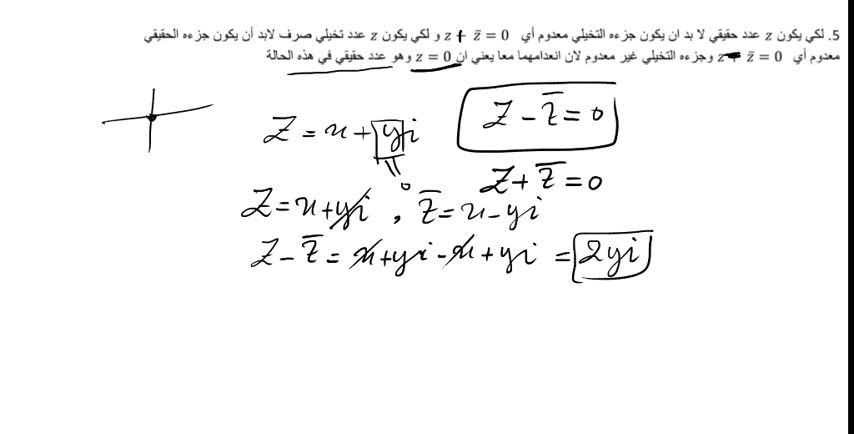 5. لكي يكون z عدد حقيقي لا بد ان يكون جزءه التخيلي معدوم أي z + z̄ = 0 و لكي يكون z عدد تخيلي صرف لابد أن يكون جزءه الحقيقي
معدوم أي z - z̄ = 0 وجزءه التخيلي غير معدوم لان انعدامهما معا يعني ان z = 0 وهو عدد حقيقي في هذه الحالة
Z = x + yi
Z - z̄ = 0
0
Z + z̄ = 0
Z = x + yi , z̄ = x - yi
Z - z̄ = x + yi - x + yi = 2yi